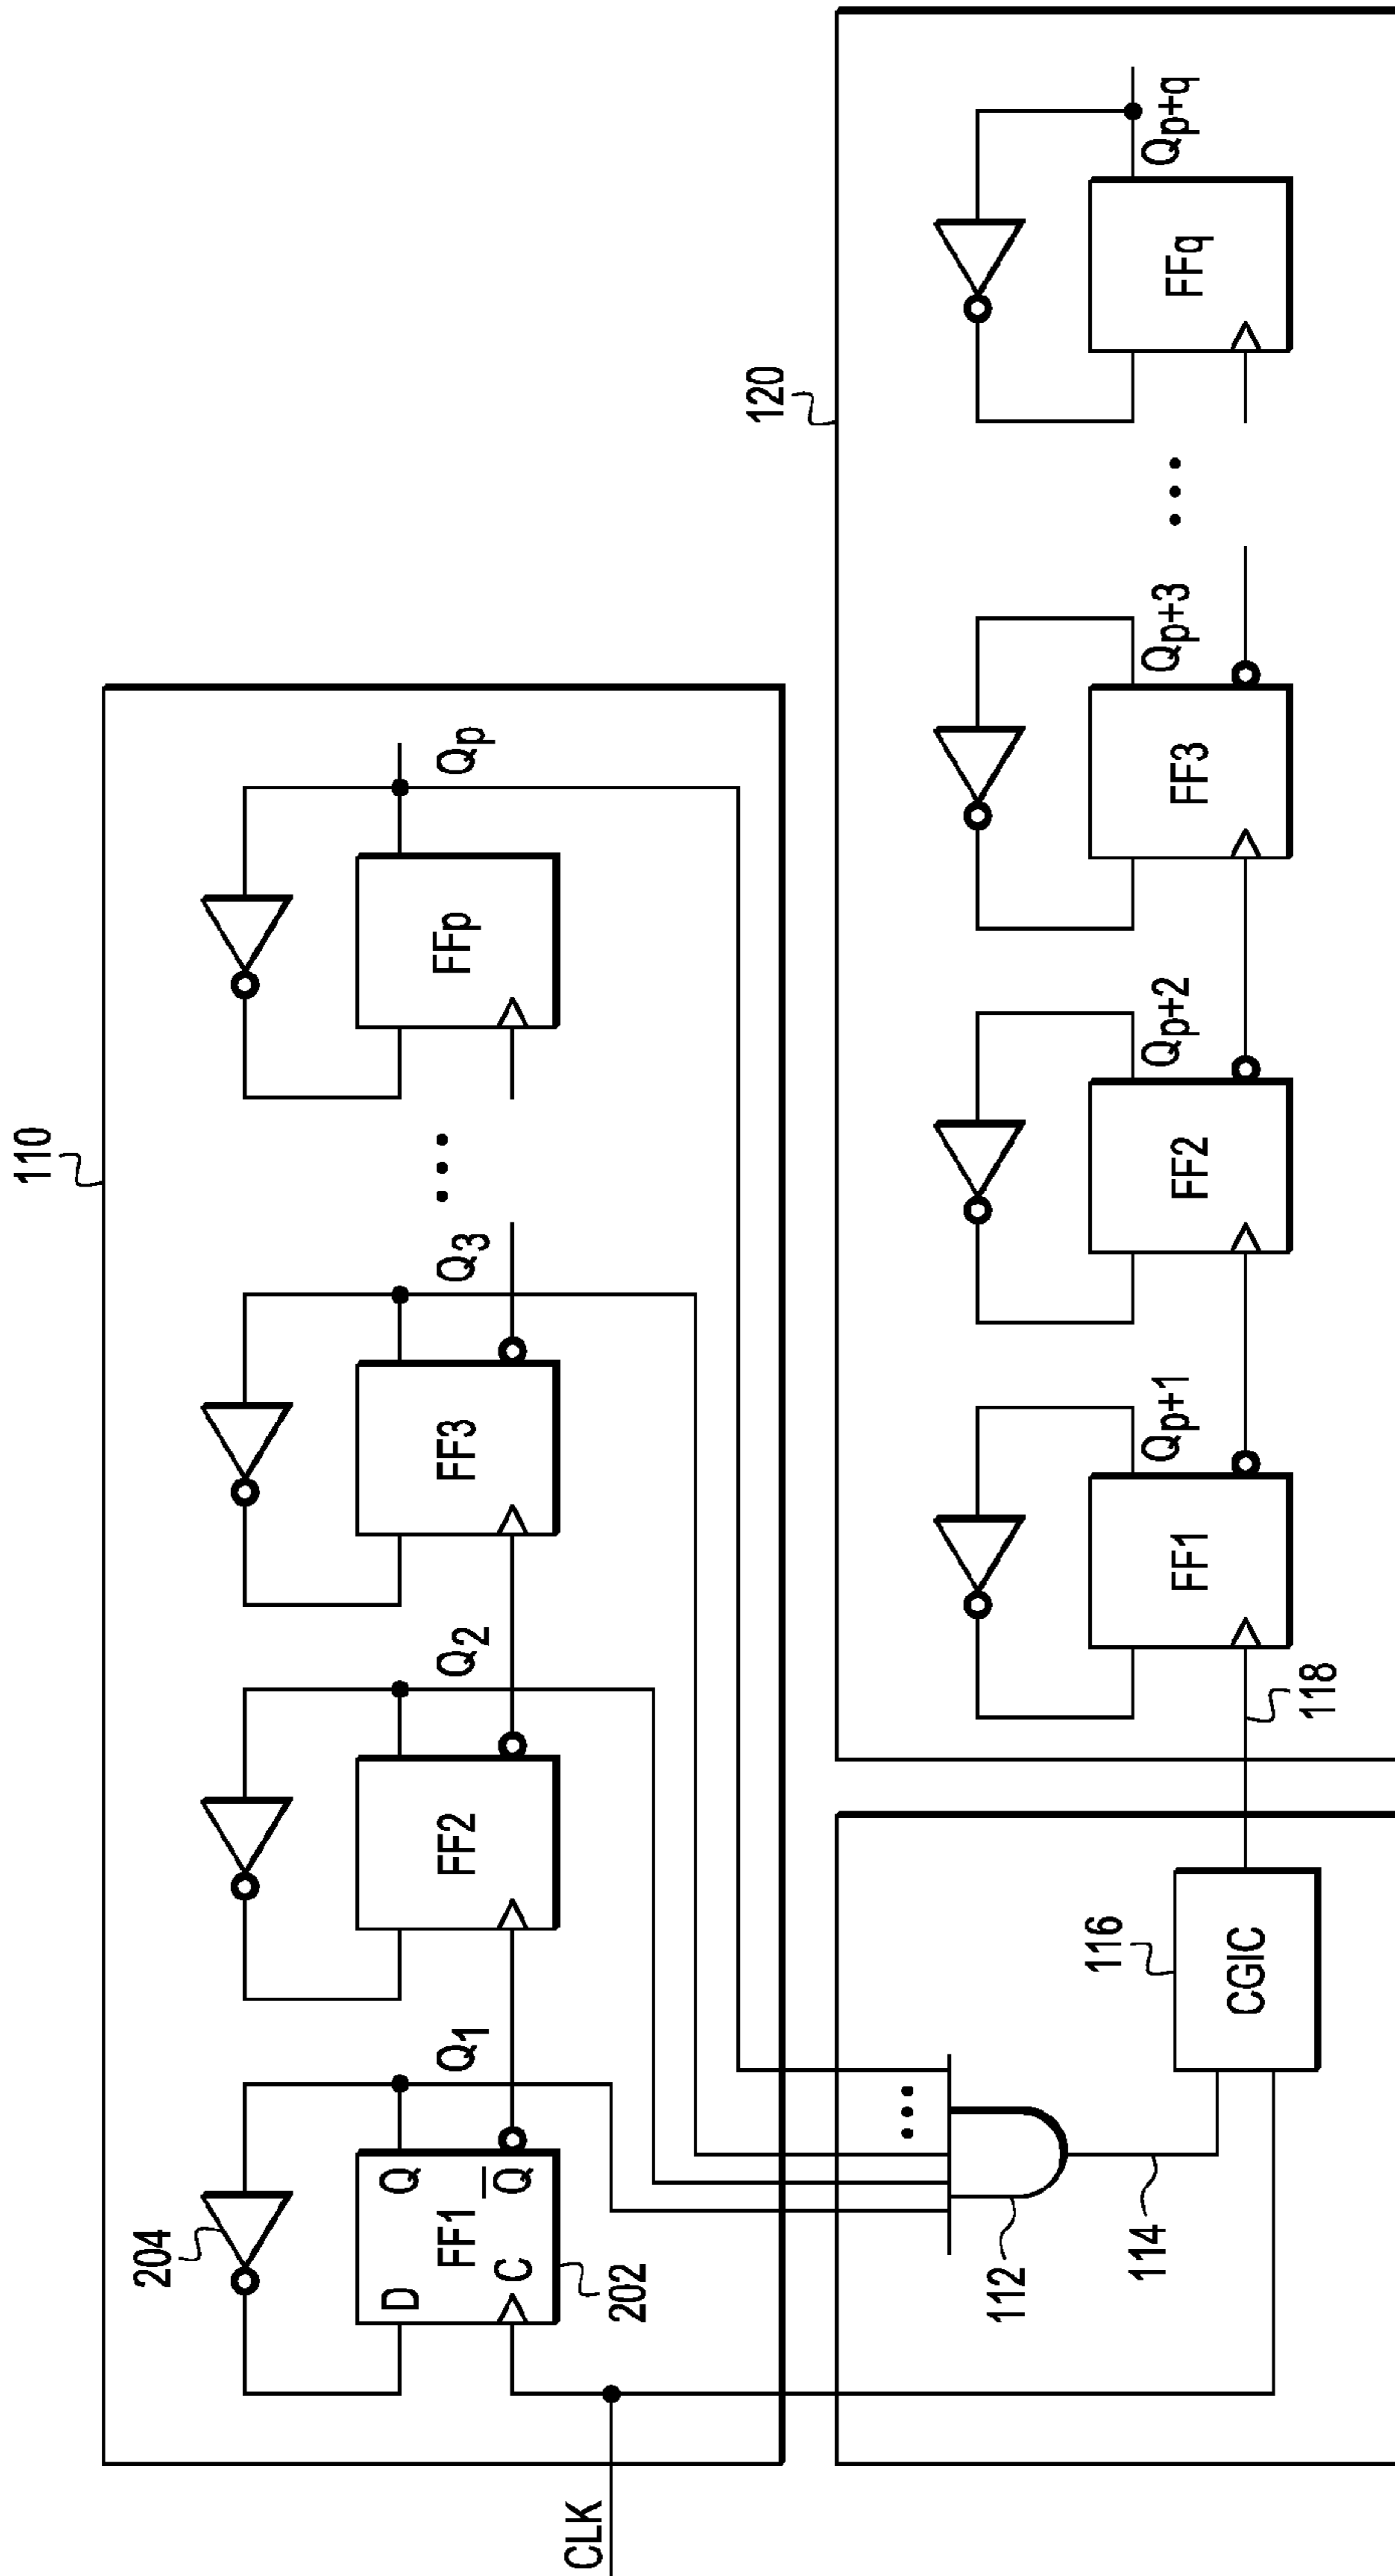 110
204
D
Q
FF1
C
Q̅
202
Q1
FF2
Q2
FF3
Q3
...
FFp
Qp
CLK
112
...
114
116
CGIC
118
120
FF1
Qp+1
FF2
Qp+2
FF3
Qp+3
...
FFq
Qp+q